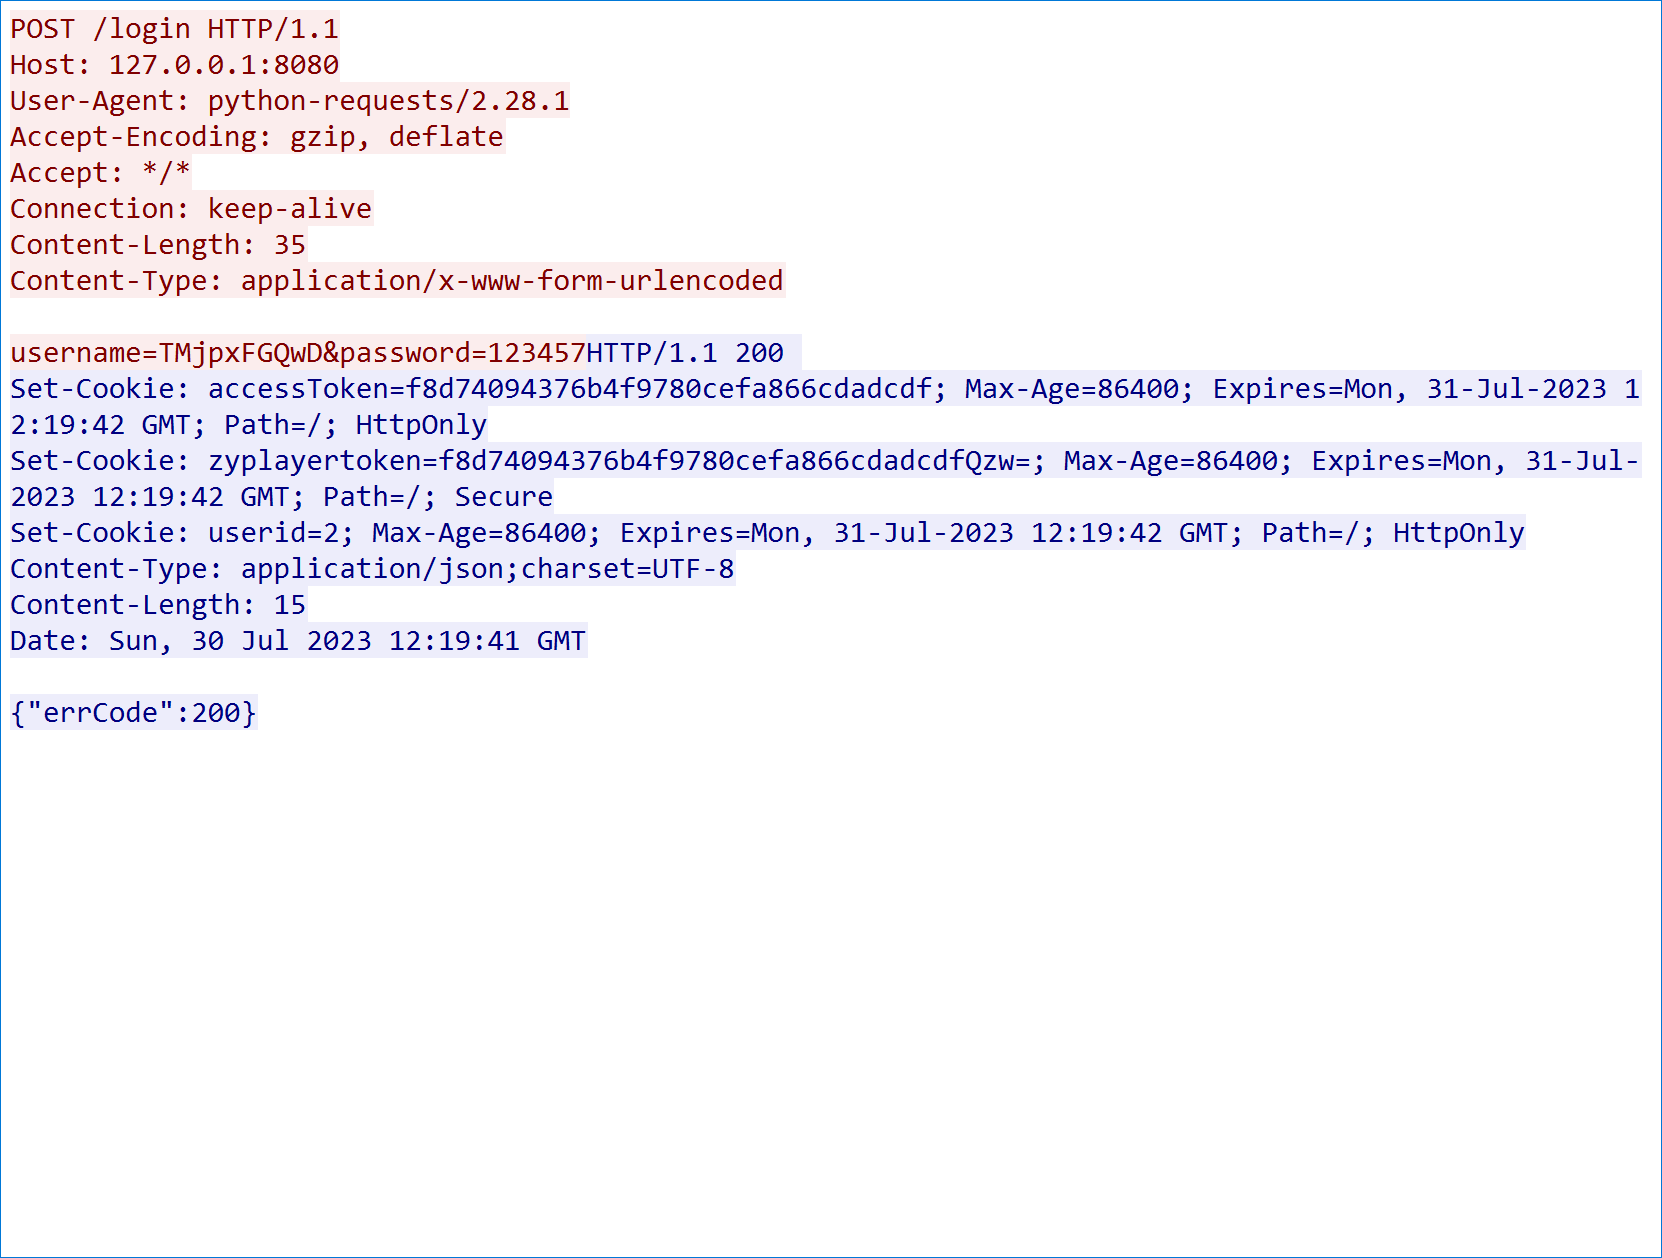 POST /login HTTP/1.1
Host: 127.0.0.1:8080
User-Agent: python-requests/2.28.1
Accept-Encoding: gzip, deflate
Accept: */*
Connection: keep-alive
Content-Length: 35
Content-Type: application/x-www-form-urlencoded

username=TMjpxFGQwD&password=123457HTTP/1.1 200
Set-Cookie: accessToken=f8d74094376b4f9780cefa866cdadcdf; Max-Age=86400; Expires=Mon, 31-Jul-2023 1
2:19:42 GMT; Path=/; HttpOnly
Set-Cookie: zyplayertoken=f8d74094376b4f9780cefa866cdadcdfQzw=; Max-Age=86400; Expires=Mon, 31-Jul-
2023 12:19:42 GMT; Path=/; Secure
Set-Cookie: userid=2; Max-Age=86400; Expires=Mon, 31-Jul-2023 12:19:42 GMT; Path=/; HttpOnly
Content-Type: application/json;charset=UTF-8
Content-Length: 15
Date: Sun, 30 Jul 2023 12:19:41 GMT

{"errCode":200}